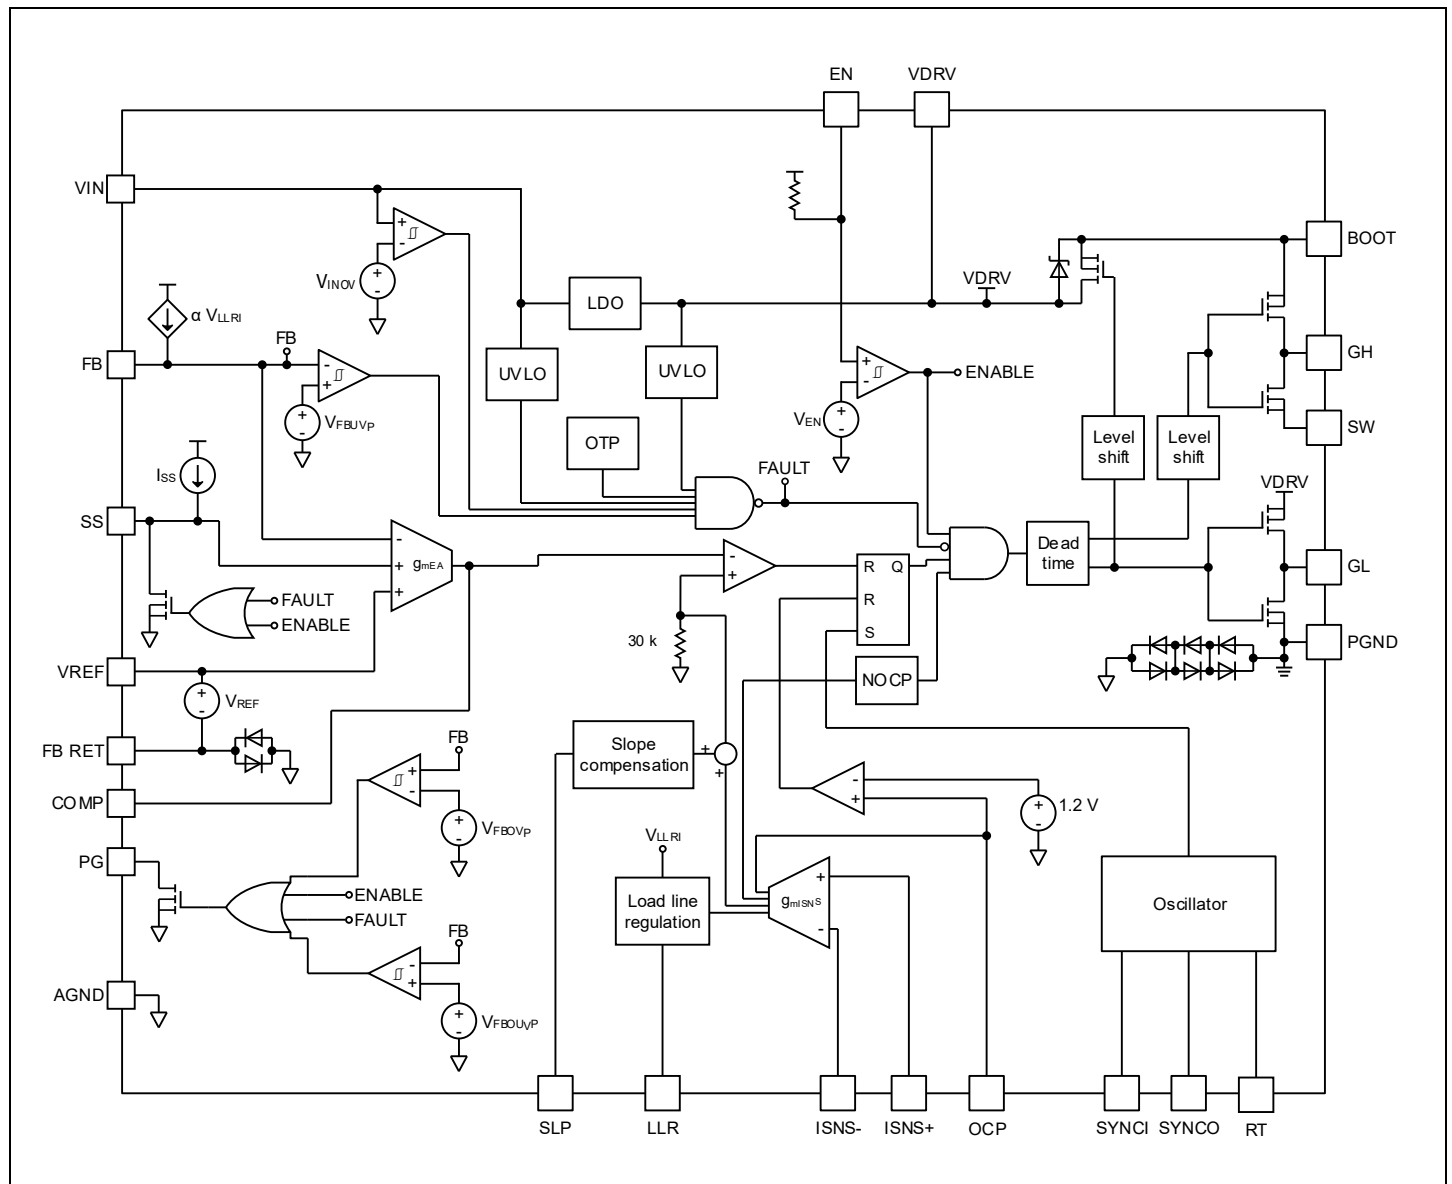 EN
VDRV
VIN
+
-
VINOV
+
-
BOOT
VDRV
LDO
α VLLRI
FB
FB
-
+
VFBUVP
+
-
UVLO
UVLO
+
-
ENABLE
VEN
+
-
GH
SW
OTP
Level
shift
Level
shift
FAULT
ISS
VDRV
SS
-
+
+
gmEA
-
+
R
Q
R
S
Dead
time
GL
FAULT
ENABLE
30 k
PGND
VREF
NOCP
+
-
VREF
FB RET
FB
Slope
compensation
+
+
+
-
-
+
+
-
1.2 V
COMP
+
-
VFBOVP
VLLRI
PG
ENABLE
FAULT
Load line
regulation
gmISNS
+
-
Oscillator
FB
-
+
AGND
+
-
VFBOUVP
SLP
LLR
ISNS-
ISNS+
OCP
SYNCI
SYNCO
RT